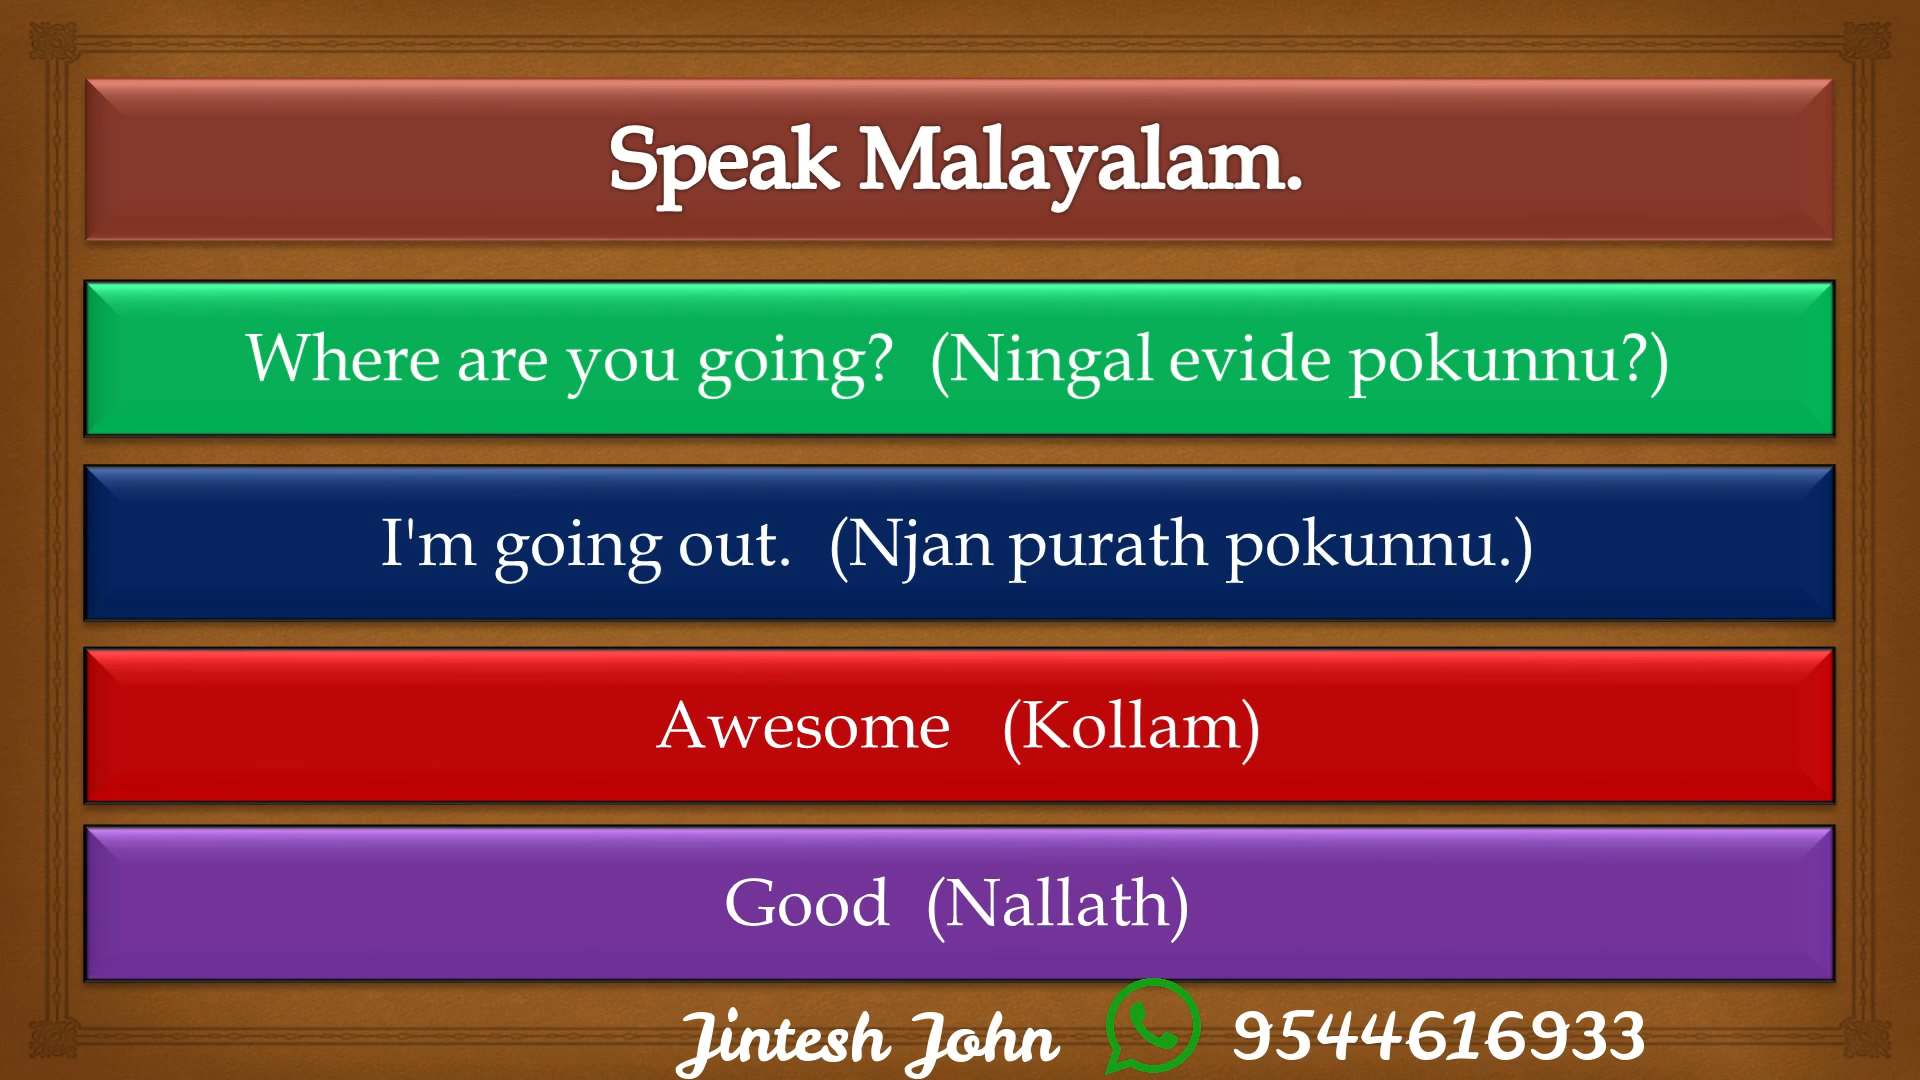 Speak Malayalam.
Where are you going? (Ningal evide pokunnu?)
I'm going out. (Njan purath pokunnu.)
Awesome (Kollam)
Good (Nallath)
Jintesh John 9544616933